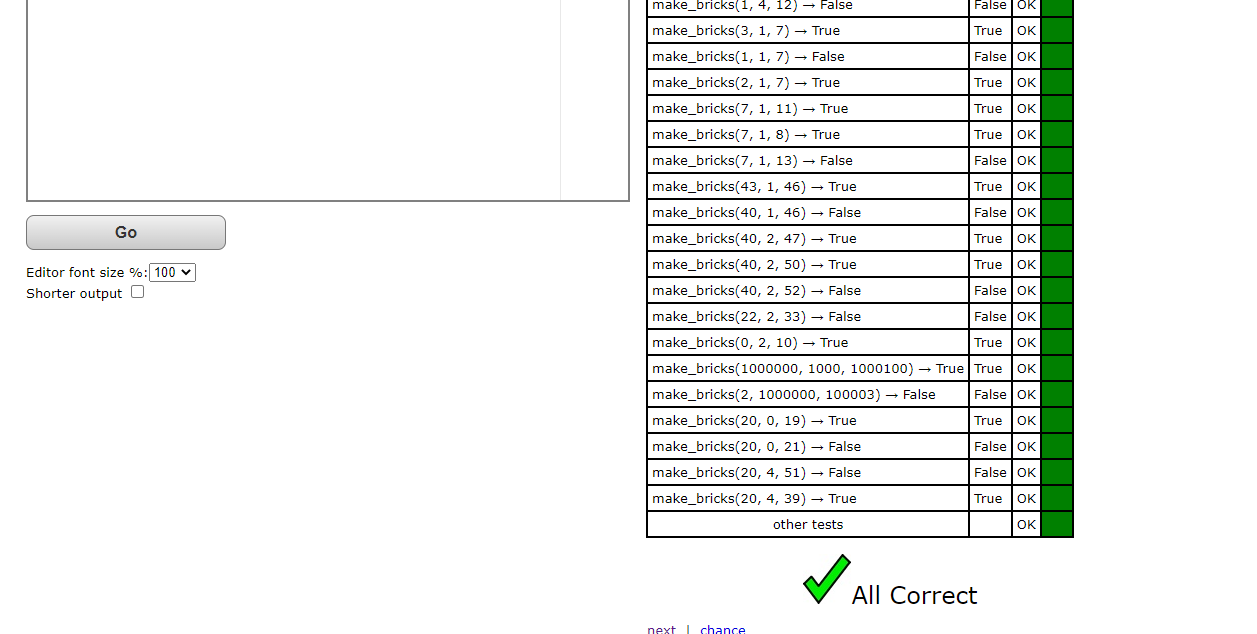 make_bricks(1, 4, 12) → False False OK
make_bricks(3, 1, 7) → True True OK
make_bricks(1, 1, 7) → False False OK
make_bricks(2, 1, 7) → True True OK
make_bricks(7, 1, 11) → True True OK
make_bricks(7, 1, 8) → True True OK
make_bricks(7, 1, 13) → False False OK
make_bricks(43, 1, 46) → True True OK
make_bricks(40, 1, 46) → False False OK
make_bricks(40, 2, 47) → True True OK
make_bricks(40, 2, 50) → True True OK
make_bricks(40, 2, 52) → False False OK
make_bricks(22, 2, 33) → False False OK
make_bricks(0, 2, 10) → True True OK
make_bricks(1000000, 1000, 1000100) → True True OK
make_bricks(2, 1000000, 100003) → False False OK
make_bricks(20, 0, 19) → True True OK
make_bricks(20, 0, 21) → False False OK
make_bricks(20, 4, 51) → False False OK
make_bricks(20, 4, 39) → True True OK
other tests OK
All Correct
next | chance
Go
Editor font size %: 100
Shorter output